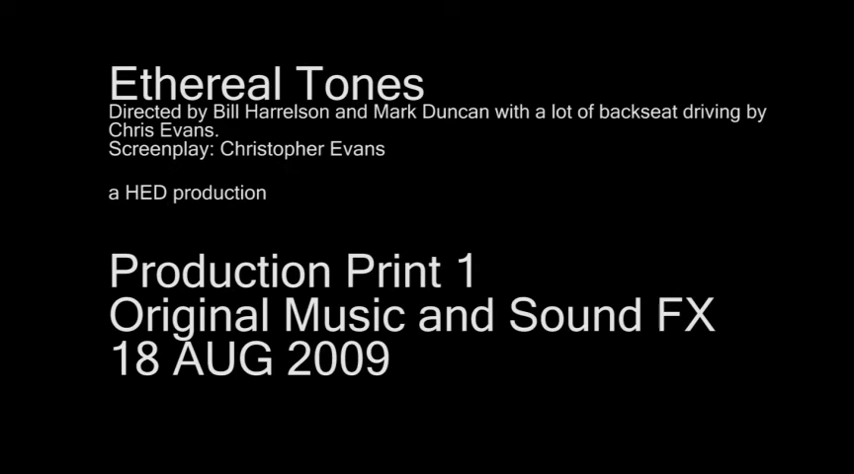 Ethereal Tones
Directed by Bill Harrelson and Mark Duncan with a lot of backseat driving by
Chris Evans.
Screenplay: Christopher Evans
a HED production
Production Print 1
Original Music and Sound FX
18 AUG 2009